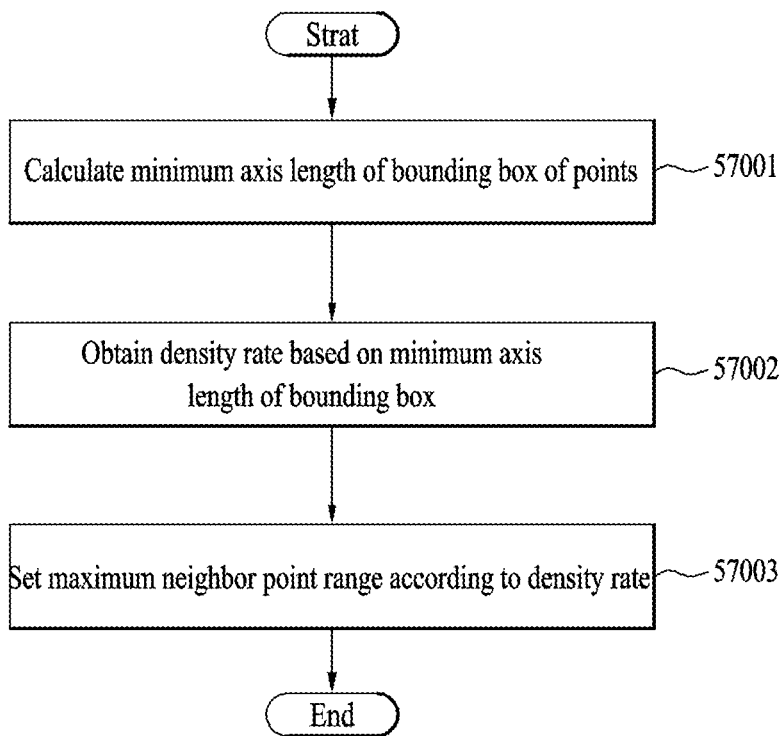 Strat
Calculate minimum axis length of bounding box of points
57001
Obtain density rate based on minimum axis
length of bounding box
57002
Set maximum neighbor point range according to density rate
57003
End